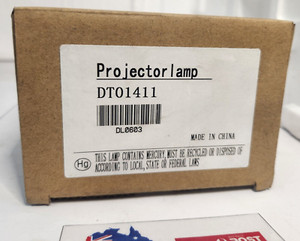 Projectorlamp
DT01411
DL0603
MADE IN CHINA
Hg
THIS LAMP CONTAINS MERCURY, MUST BE RECYCLED OR DISPOSED OF
ACCORDING TO LOCAL, STATE OR FEDERAL LAWS